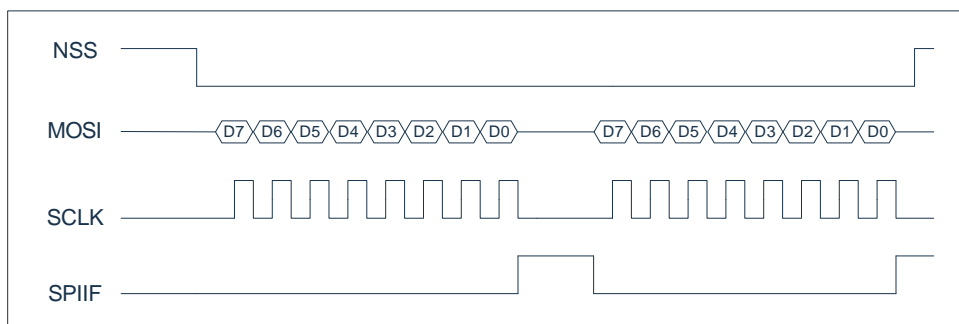 NSS
MOSI D7 D6 D5 D4 D3 D2 D1 D0 D7 D6 D5 D4 D3 D2 D1 D0
SCLK
SPIIF